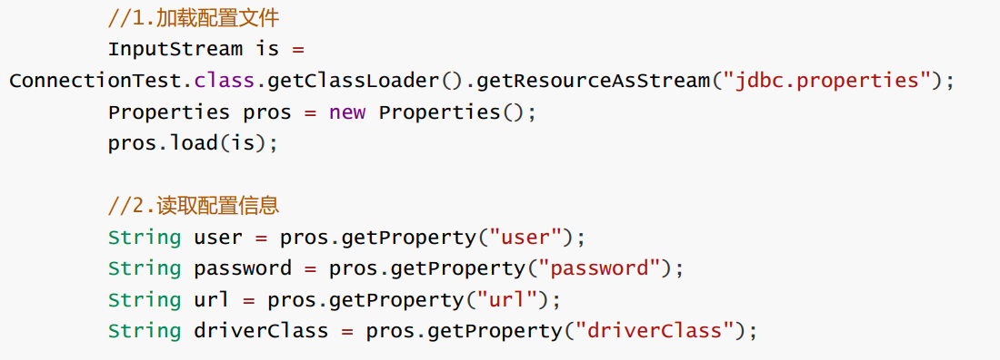 //1.加载配置文件
InputStream is =
ConnectionTest.class.getClassLoader().getResourceAsStream("jdbc.properties");
Properties pros = new Properties();
pros.load(is);
//2.读取配置信息
String user = pros.getProperty("user");
String password = pros.getProperty("password");
String url = pros.getProperty("url");
String driverClass = pros.getProperty("driverClass");